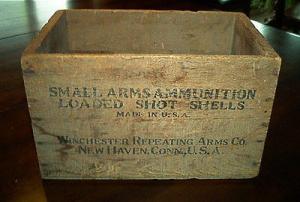 SMALL ARMS AMMUNITION
LOADED SHOT SHELLS
MADE IN U.S.A.
WINCHESTER REPEATING ARMS CO.
NEW HAVEN, CONN., U.S.A.